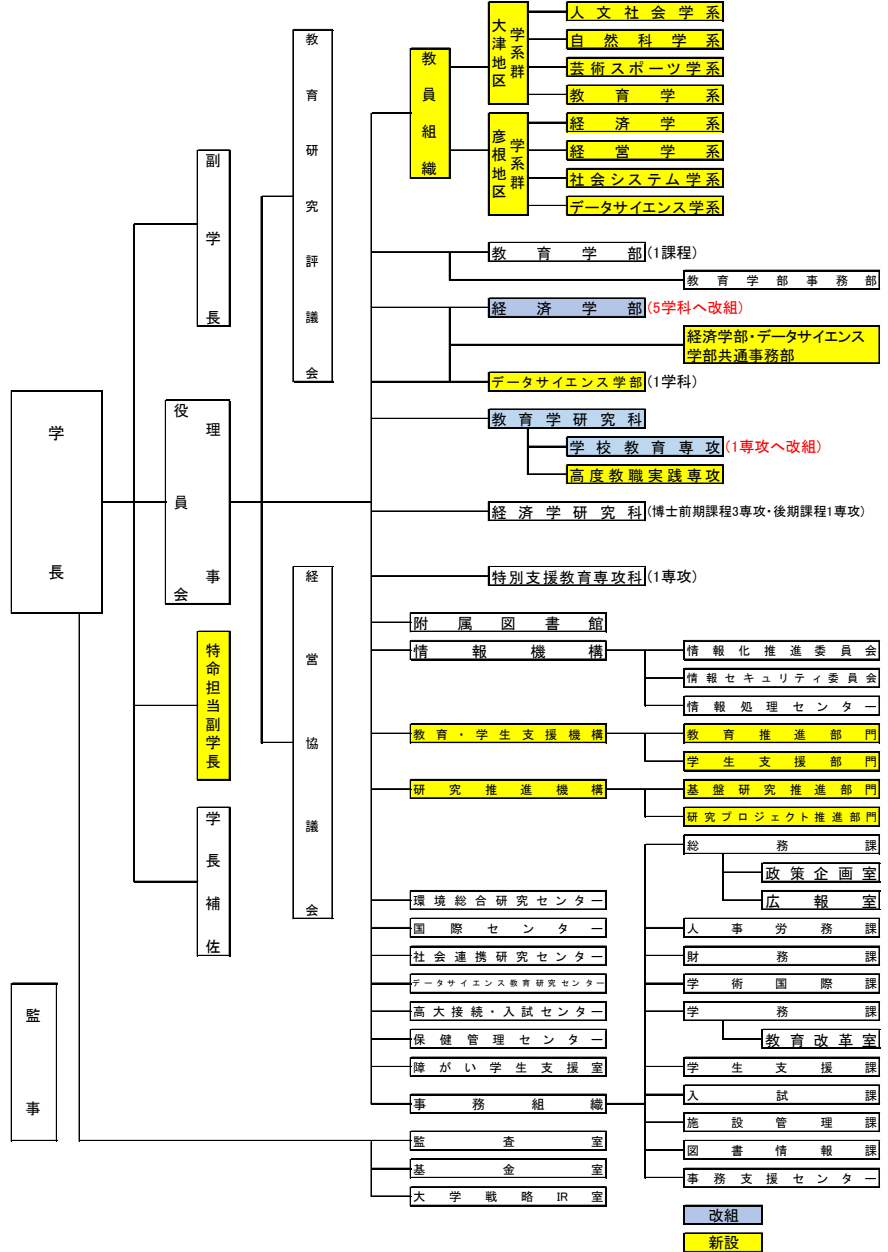 学長
監事
副学長
役員会
理事
特命担当副学長
学長補佐
教育研究評議会
経営協議会
教員組織
大津地区
学系群
人文社会学系
自然科学系
芸術スポーツ学系
教育学系
彦根地区
学系群
経済学系
経営学系
社会システム学系
データサイエンス学系
教育学部(1課程)
教育学部事務部
経済学部(5学科へ改組)
経済学部・データサイエンス
学部共通事務部
データサイエンス学部(1学科)
教育学研究科
学校教育専攻(1専攻へ改組)
高度教職実践専攻
経済学研究科(博士前期課程3専攻・後期課程1専攻)
特別支援教育専攻科(1専攻)
附属図書館
情報機構
情報化推進委員会
情報セキュリティ委員会
情報処理センター
教育・学生支援機構
教育推進部門
学生支援部門
研究推進機構
基盤研究推進部門
研究プロジェクト推進部門
環境総合研究センター
国際センター
社会連携研究センター
データサイエンス教育研究センター
高大接続・入試センター
保健管理センター
障がい学生支援室
事務組織
総務課
政策企画室
広報室
人事労務課
財務課
学術国際課
学務課
教育改革室
学生支援課
入試課
施設管理課
図書情報課
事務支援センター
監査室
基金室
大学戦略IR室
改組
新設